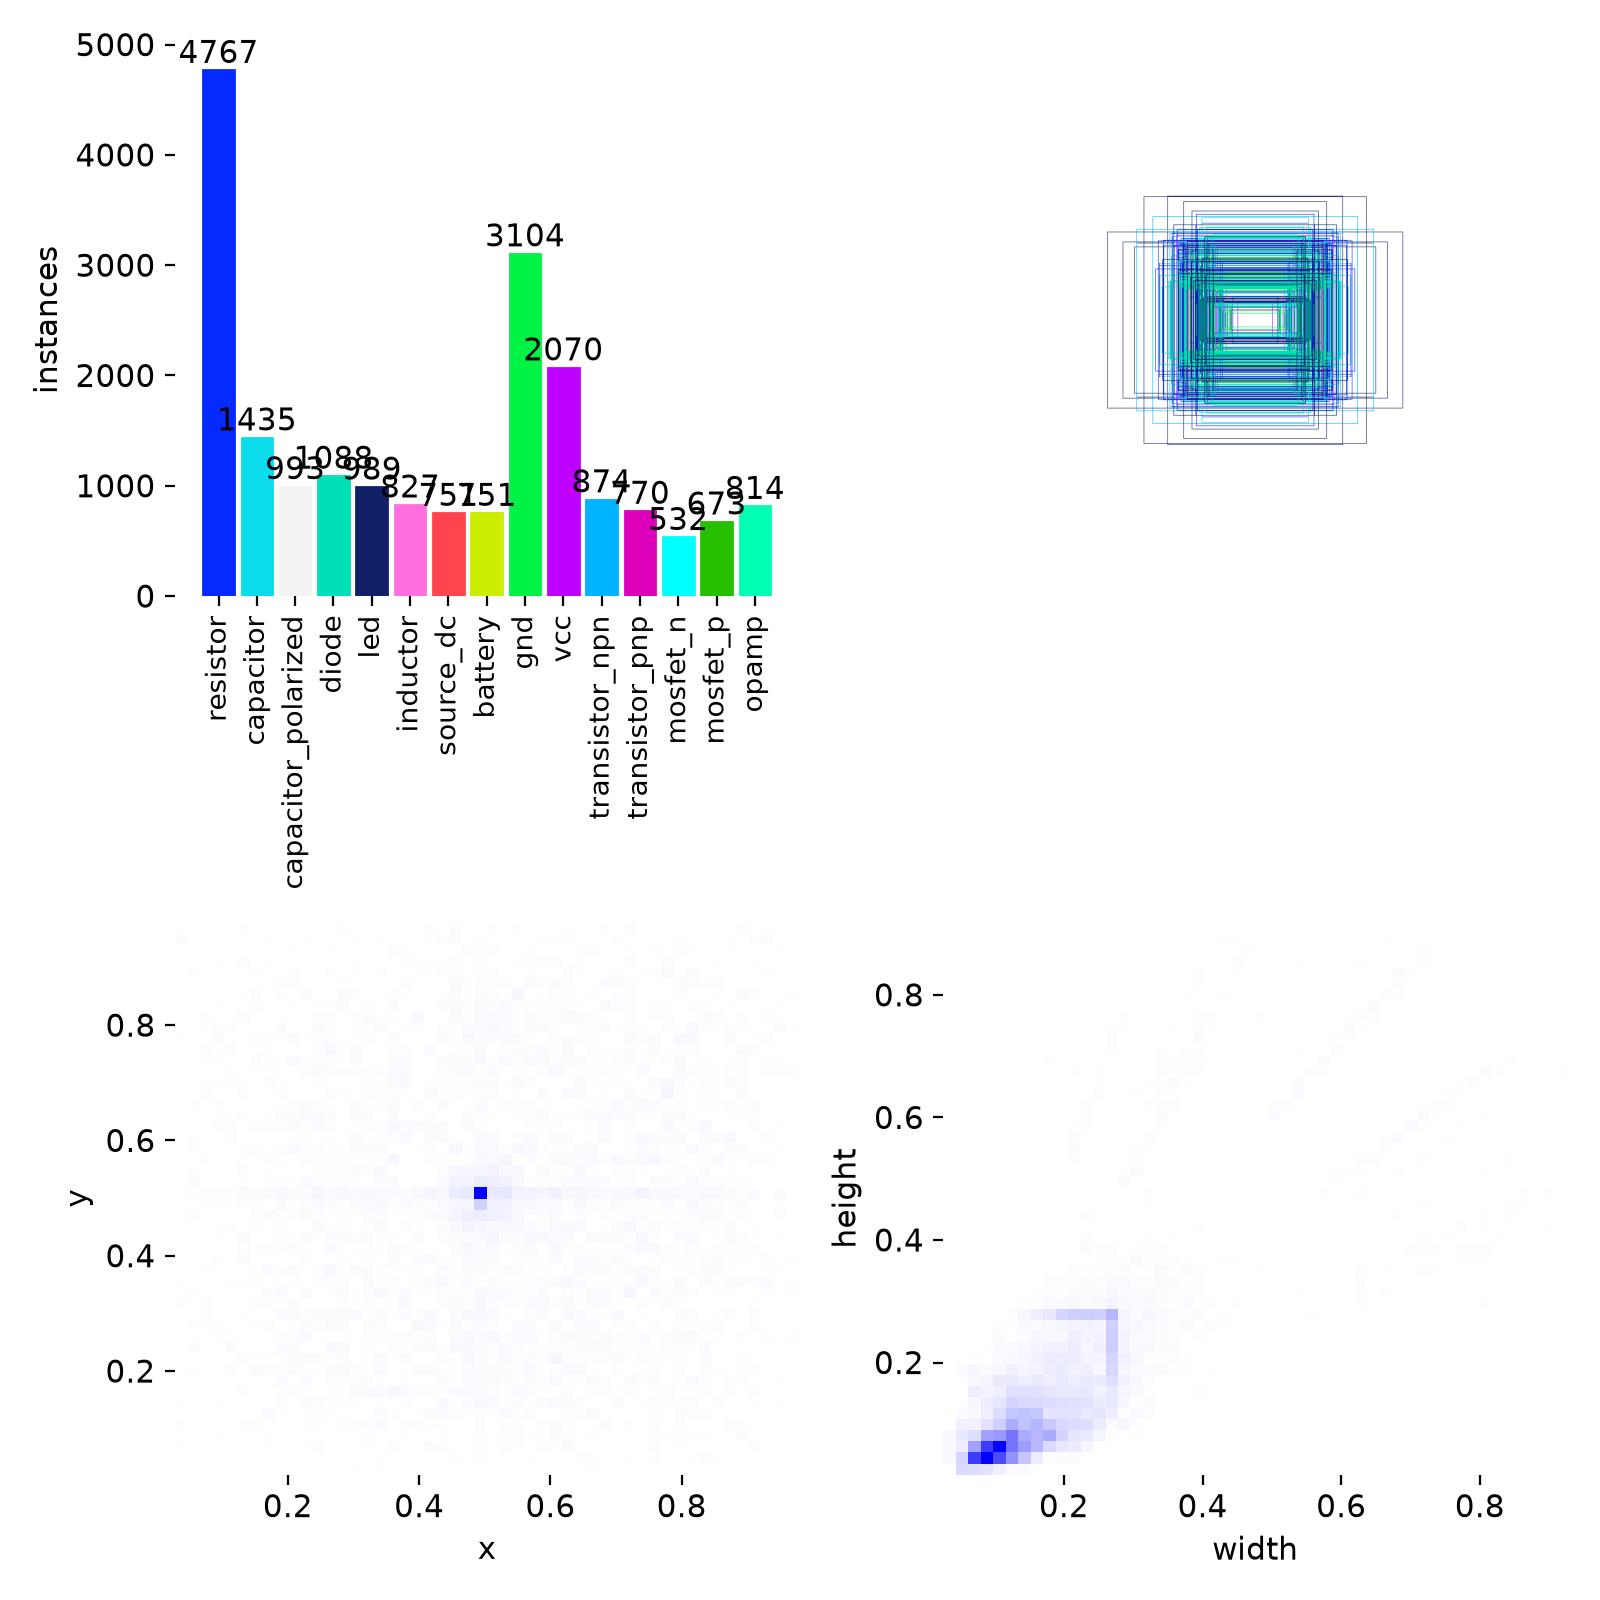 5000
4000
3000
2000
1000
0
instances
4767
1435
993
1088
989
827
757
751
3104
2070
874
770
532
673
814
resistor
capacitor
capacitor_polarized
diode
led
inductor
source_dc
battery
gnd
vcc
transistor_npn
transistor_pnp
mosfet_n
mosfet_p
opamp
0.8
0.6
0.4
0.2
y
0.2 0.4 0.6 0.8
x
0.8
0.6
0.4
0.2
height
0.2 0.4 0.6 0.8
width